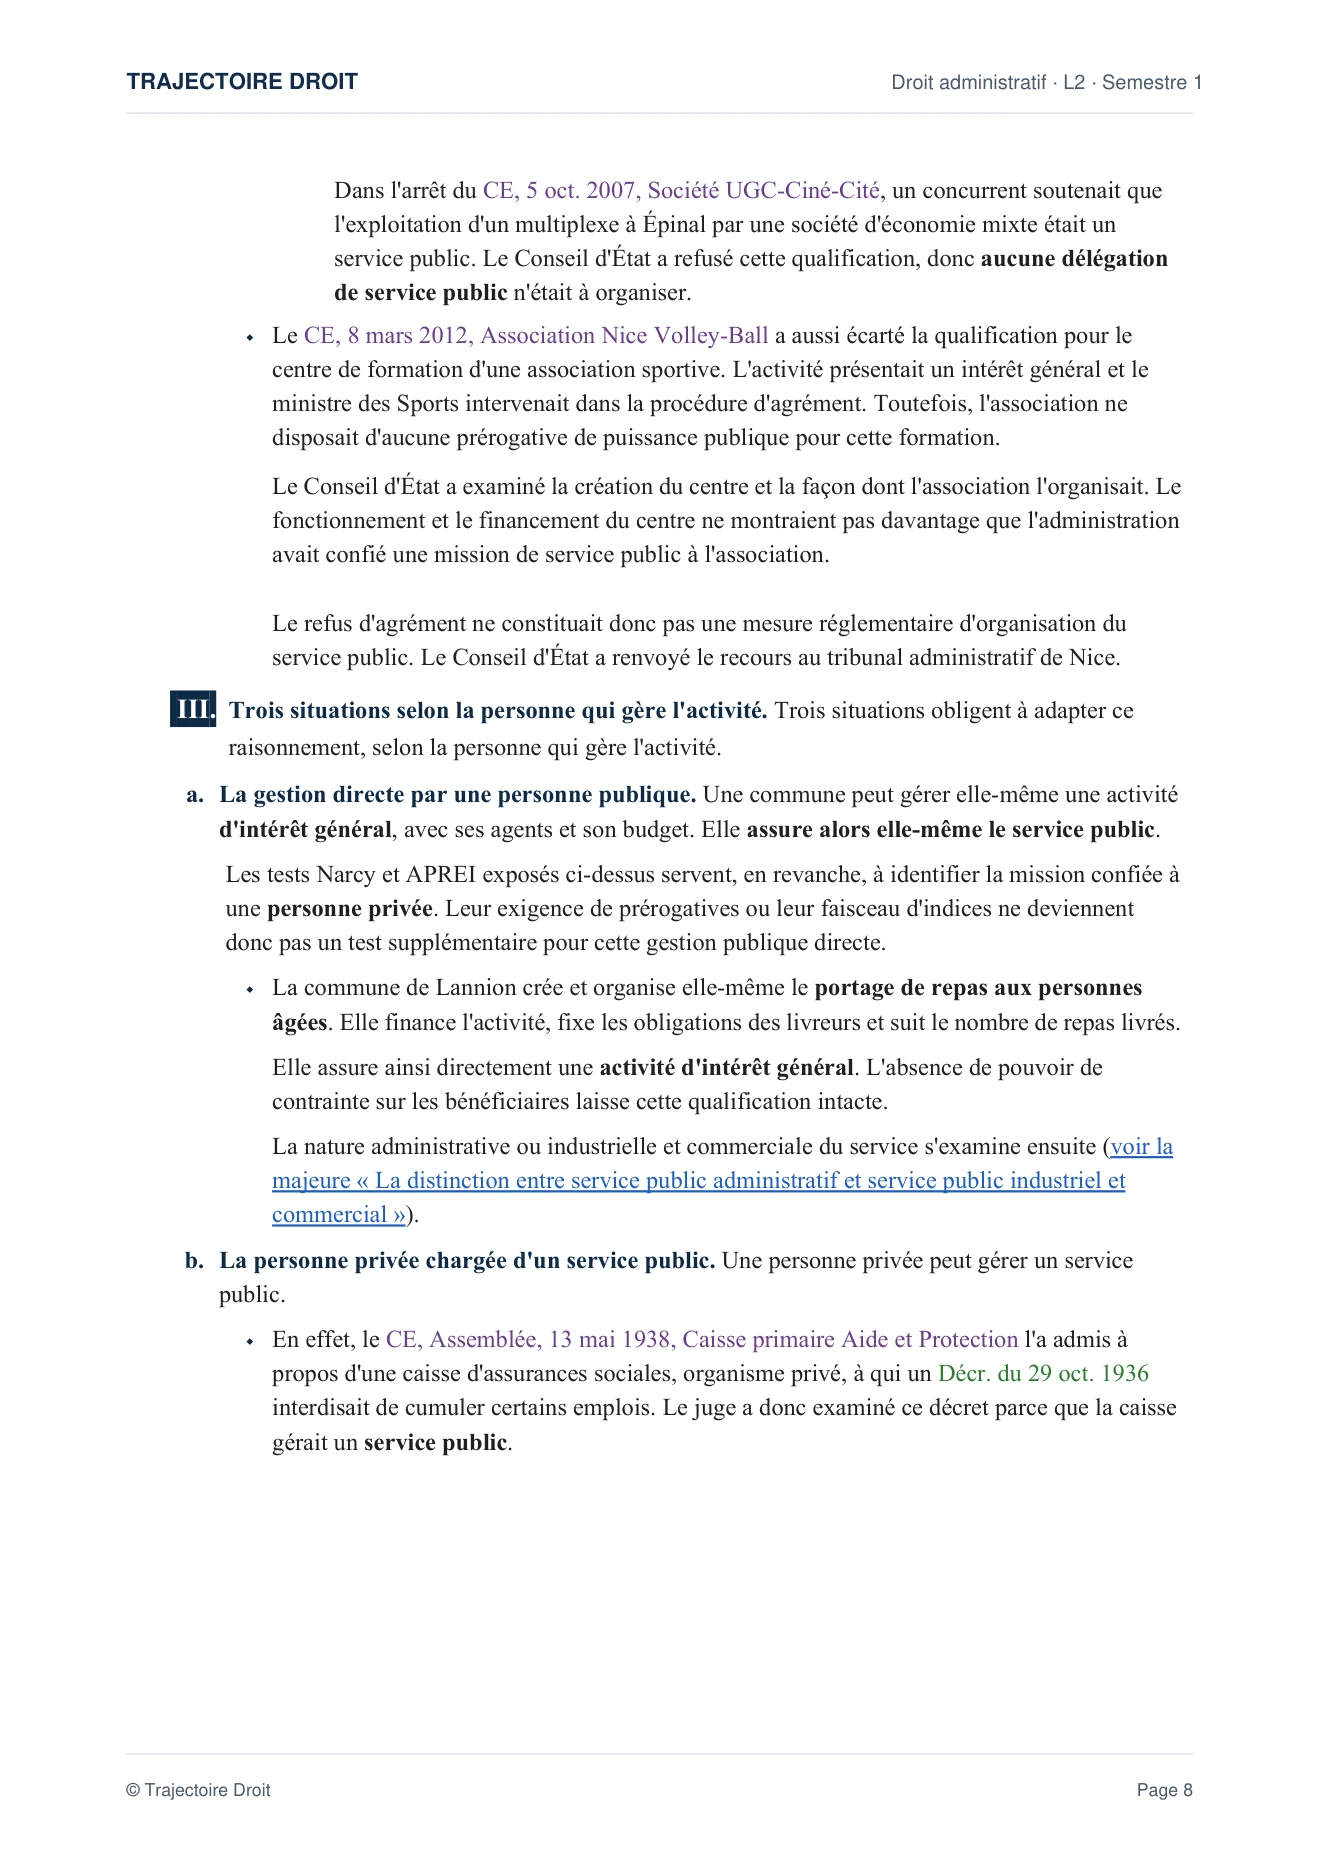 TRAJECTOIRE DROIT
Droit administratif · L2 · Semestre 1
Dans l'arrêt du CE, 5 oct. 2007, Société UGC-Ciné-Cité, un concurrent soutenait que
l'exploitation d'un multiplexe à Épinal par une société d'économie mixte était un
service public. Le Conseil d'État a refusé cette qualification, donc aucune délégation
de service public n'était à organiser.
⬥ Le CE, 8 mars 2012, Association Nice Volley-Ball a aussi écarté la qualification pour le
centre de formation d'une association sportive. L'activité présentait un intérêt général et le
ministre des Sports intervenait dans la procédure d'agrément. Toutefois, l'association ne
disposait d'aucune prérogative de puissance publique pour cette formation.
Le Conseil d'État a examiné la création du centre et la façon dont l'association l'organisait. Le
fonctionnement et le financement du centre ne montraient pas davantage que l'administration
avait confié une mission de service public à l'association.
Le refus d'agrément ne constituait donc pas une mesure réglementaire d'organisation du
service public. Le Conseil d'État a renvoyé le recours au tribunal administratif de Nice.
III. Trois situations selon la personne qui gère l'activité. Trois situations obligent à adapter ce
raisonnement, selon la personne qui gère l'activité.
a. La gestion directe par une personne publique. Une commune peut gérer elle-même une activité
d'intérêt général, avec ses agents et son budget. Elle assure alors elle-même le service public.
Les tests Narcy et APREI exposés ci-dessus servent, en revanche, à identifier la mission confiée à
une personne privée. Leur exigence de prérogatives ou leur faisceau d'indices ne deviennent
donc pas un test supplémentaire pour cette gestion publique directe.
⬥ La commune de Lannion crée et organise elle-même le portage de repas aux personnes
âgées. Elle finance l'activité, fixe les obligations des livreurs et suit le nombre de repas livrés.
Elle assure ainsi directement une activité d'intérêt général. L'absence de pouvoir de
contrainte sur les bénéficiaires laisse cette qualification intacte.
La nature administrative ou industrielle et commerciale du service s'examine ensuite (voir la
majeure « La distinction entre service public administratif et service public industriel et
commercial »).
b. La personne privée chargée d'un service public. Une personne privée peut gérer un service
public.
⬥ En effet, le CE, Assemblée, 13 mai 1938, Caisse primaire Aide et Protection l'a admis à
propos d'une caisse d'assurances sociales, organisme privé, à qui un Décr. du 29 oct. 1936
interdisait de cumuler certains emplois. Le juge a donc examiné ce décret parce que la caisse
gérait un service public.
© Trajectoire Droit
Page 8